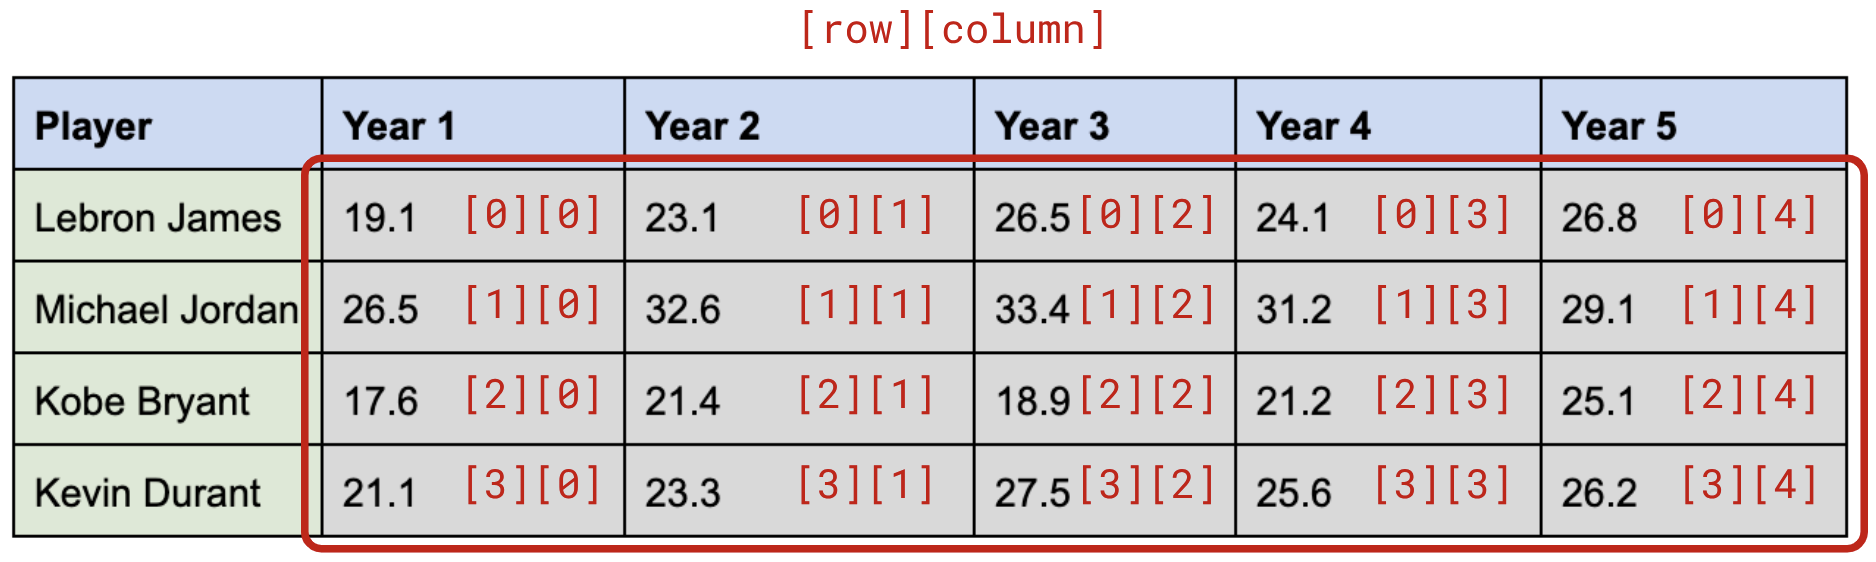 [row][column]
Player Year 1 Year 2 Year 3 Year 4 Year 5
Lebron James 19.1 [0][0] 23.1 [0][1] 26.5 [0][2] 24.1 [0][3] 26.8 [0][4]
Michael Jordan 26.5 [1][0] 32.6 [1][1] 33.4 [1][2] 31.2 [1][3] 29.1 [1][4]
Kobe Bryant 17.6 [2][0] 21.4 [2][1] 18.9 [2][2] 21.2 [2][3] 25.1 [2][4]
Kevin Durant 21.1 [3][0] 23.3 [3][1] 27.5 [3][2] 25.6 [3][3] 26.2 [3][4]